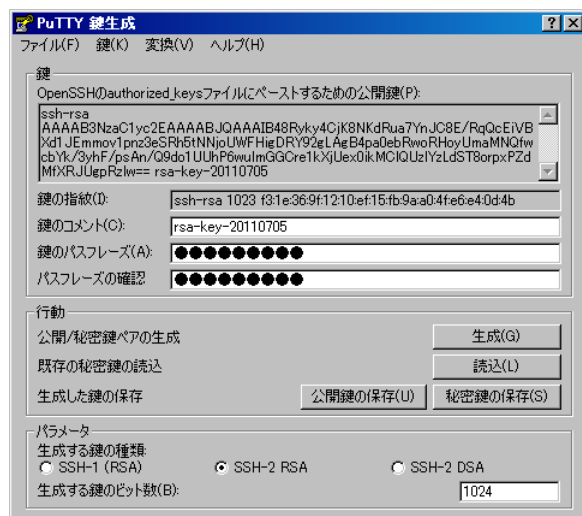 PuTTY 鍵生成
ファイル(F) 鍵(K) 変換(V) ヘルプ(H)
鍵
OpenSSHのauthorized_keysファイルにペーストするための公開鍵(P):
ssh-rsa
AAAAB3NzaC1yc2EAAAABJQAAAIB48Ryky4CjK8NKdRua7YnJC8E/RqQcEiVB
Xd1JEmmov1pnz3eSRh5tNNjoUWFHigDRY92gLAgB4pa0ebRwoRHoyUmaMNQfw
cbYk/3yhF/psAn/Q9do1UUhP6wuImGGCre1kXjUex0ikMCIQUzIYzLdST8orpxPZd
MfXRJUgpRzIw== rsa-key-20110705
鍵の指紋(I): ssh-rsa 1023 f3:1e:36:9f:12:10:ef:15:fb:9a:a0:4f:e6:e4:0d:4b
鍵のコメント(C): rsa-key-20110705
鍵のパスフレーズ(A): ●●●●●●●●●
パスフレーズの確認 ●●●●●●●●●
行動
公開/秘密鍵ペアの生成 生成(G)
既存の秘密鍵の読込 読込(L)
生成した鍵の保存 公開鍵の保存(U) 秘密鍵の保存(S)
パラメータ
生成する鍵の種類:
SSH-1 (RSA) SSH-2 RSA SSH-2 DSA
生成する鍵のビット数(B): 1024